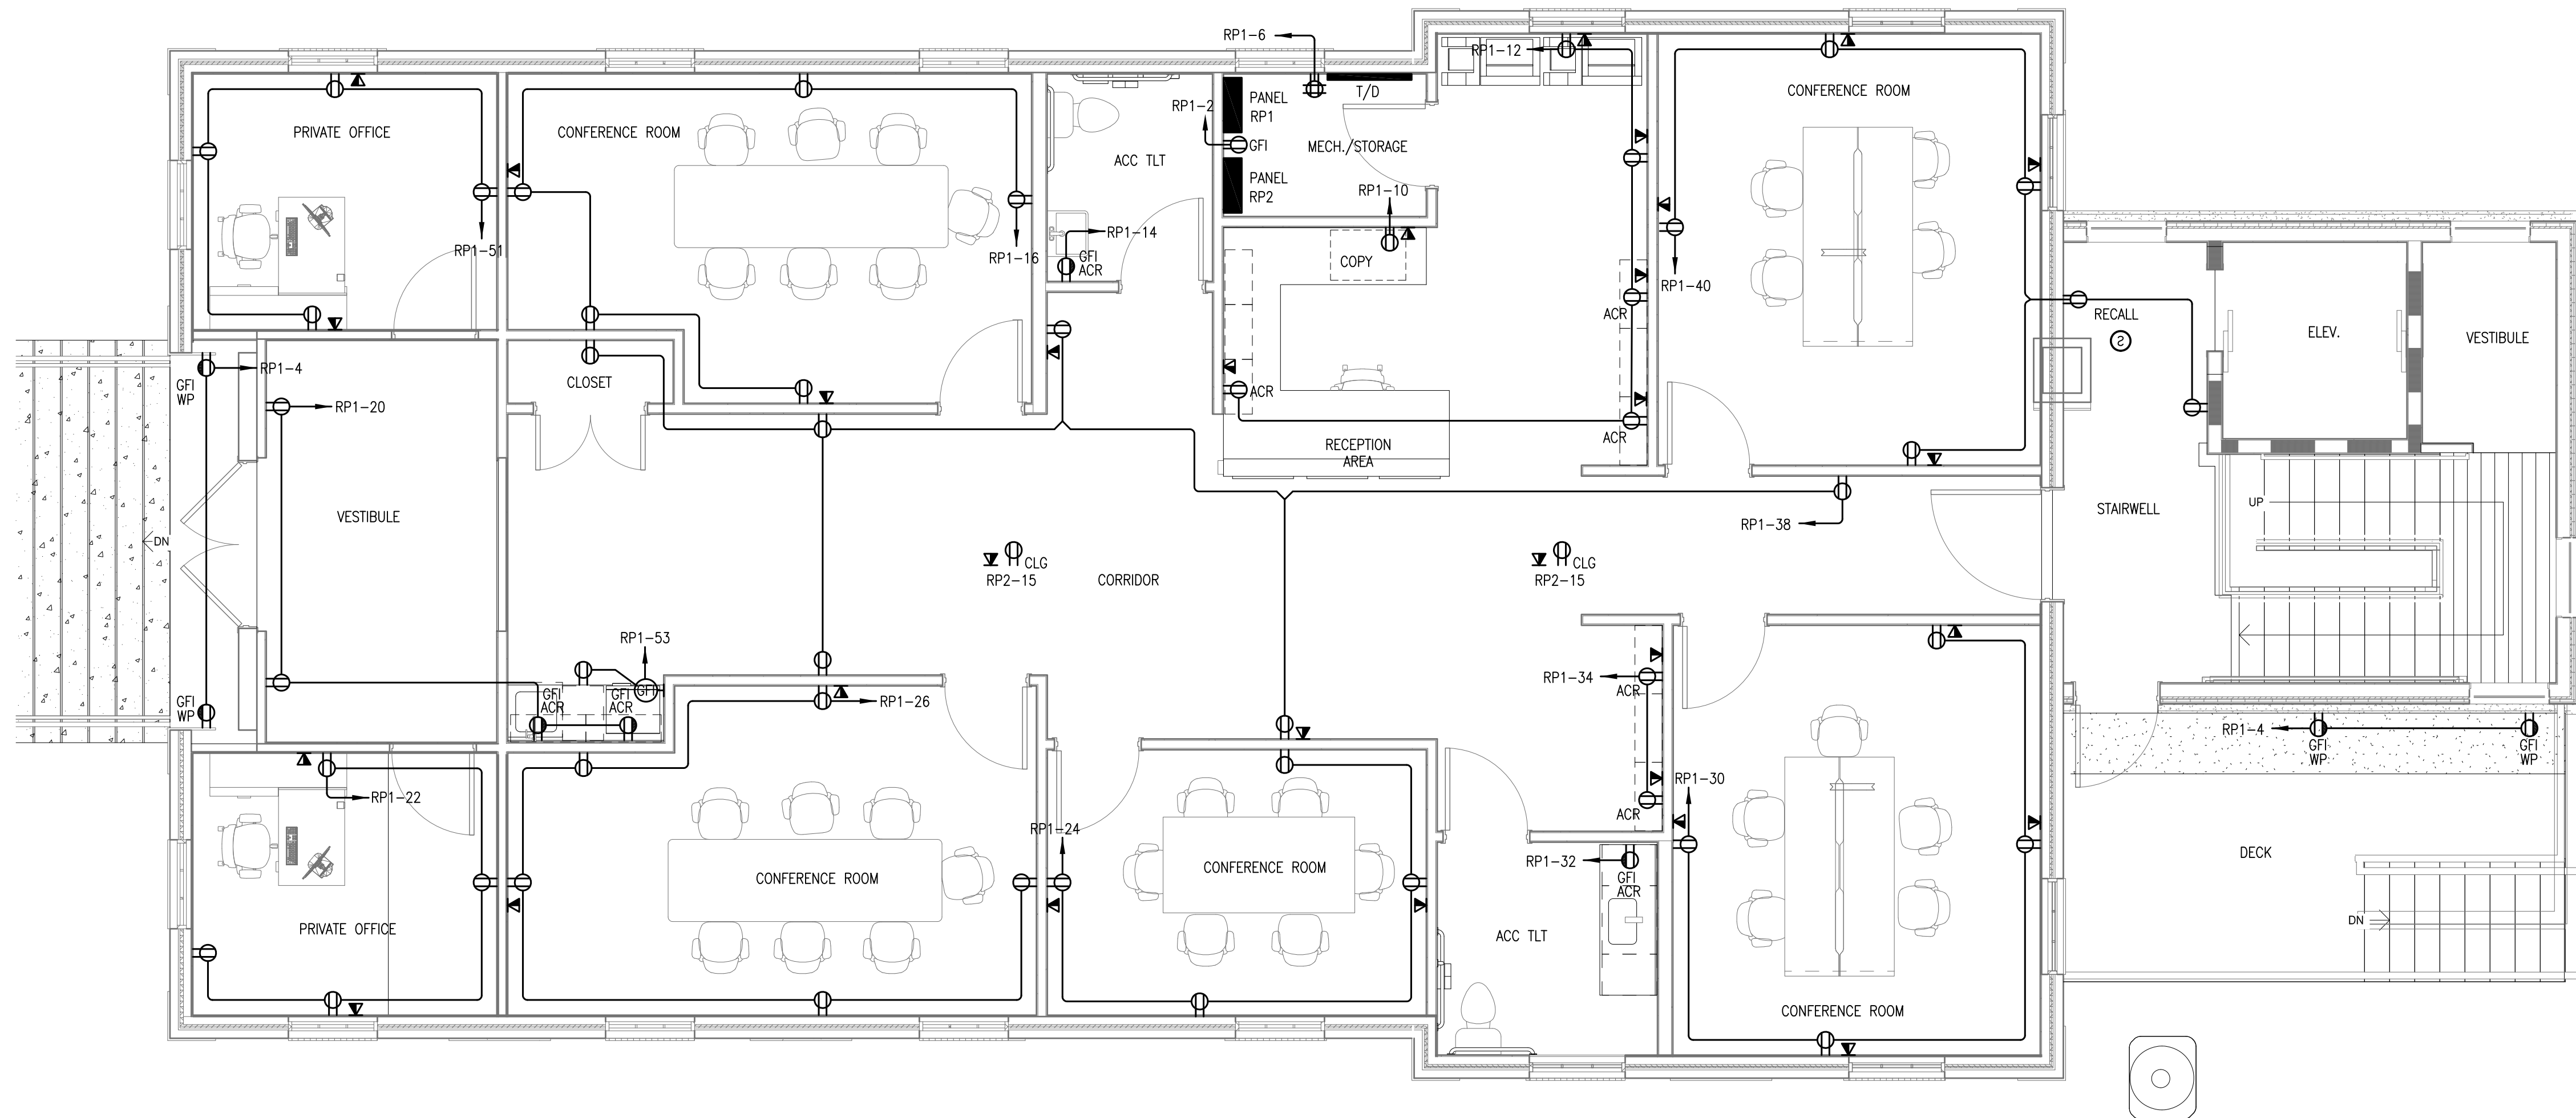 RP1-6
RP1-12
PRIVATE OFFICE
CONFERENCE ROOM
ACC TLT
RP1-2
PANEL
RP1
GFI
PANEL
RP2
T/D
MECH./STORAGE
RP1-10
CONFERENCE ROOM
RP1-51
RP1-16
RP1-14
GFI
ACR
COPY
RP1-40
ACR
RECALL
S
ELEV.
VESTIBULE
GFI
WP
RP1-4
RP1-20
CLOSET
ACR
ACR
RECEPTION
AREA
VESTIBULE
DN
RP1-38
STAIRWELL
UP
CLG
RP2-15
CORRIDOR
CLG
RP2-15
RP1-53
GFI
WP
GFI
ACR
GFI
ACR
GFI
RP1-26
RP1-34
ACR
RP1-4
GFI
WP
GFI
WP
RP1-22
RP1-24
RP1-30
ACR
RP1-32
GFI
ACR
CONFERENCE ROOM
CONFERENCE ROOM
DECK
DN
PRIVATE OFFICE
ACC TLT
CONFERENCE ROOM